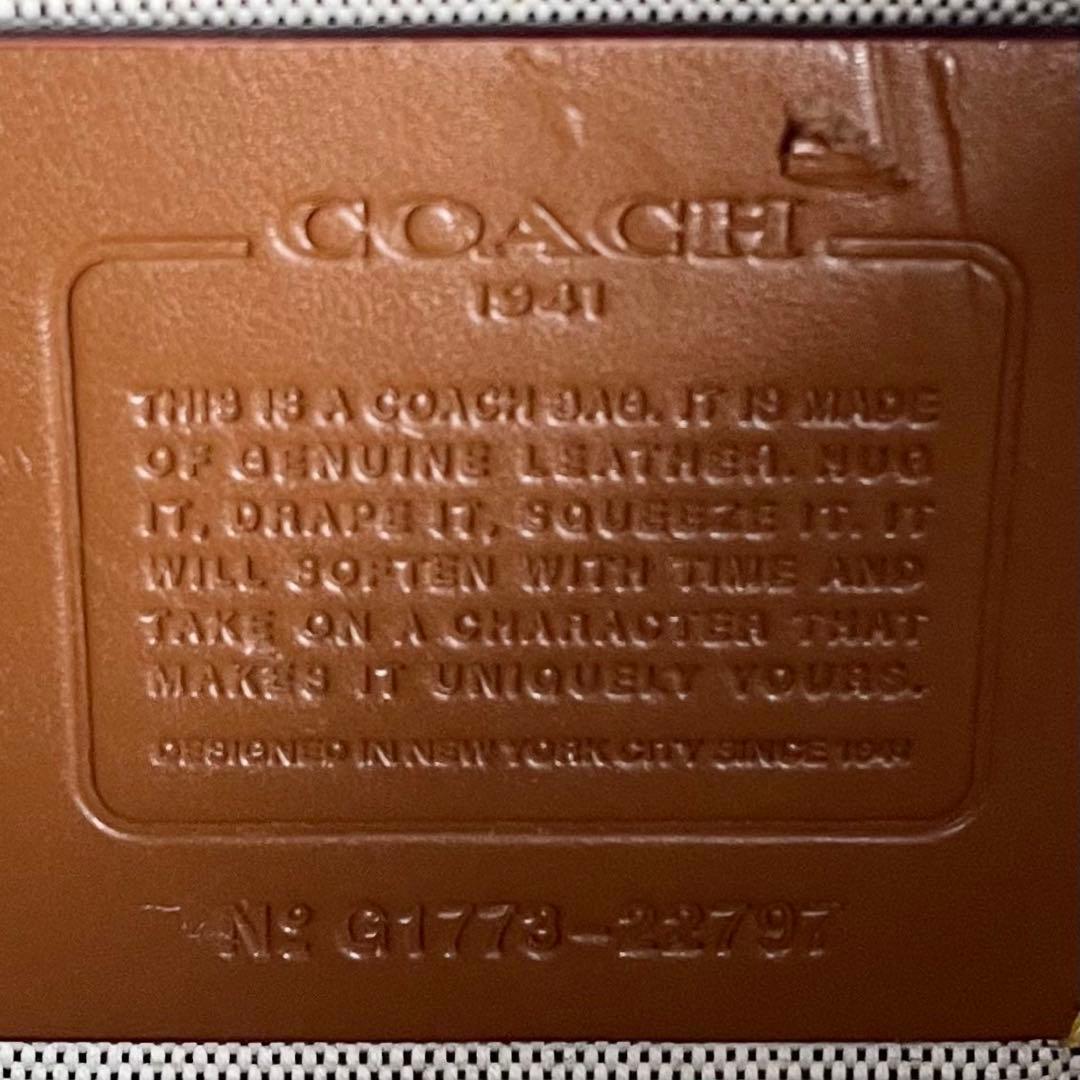 COACH
1941
THIS IS A COACH BAG. IT IS MADE
OF GENUINE LEATHER. HUG
IT, DRAPE IT, SQUEEZE IT. IT
WILL SOFTEN WITH TIME AND
TAKE ON A CHARACTER THAT
MAKES IT UNIQUELY YOURS.
DESIGNED IN NEW YORK CITY SINCE 1941
Nº G1773-22797